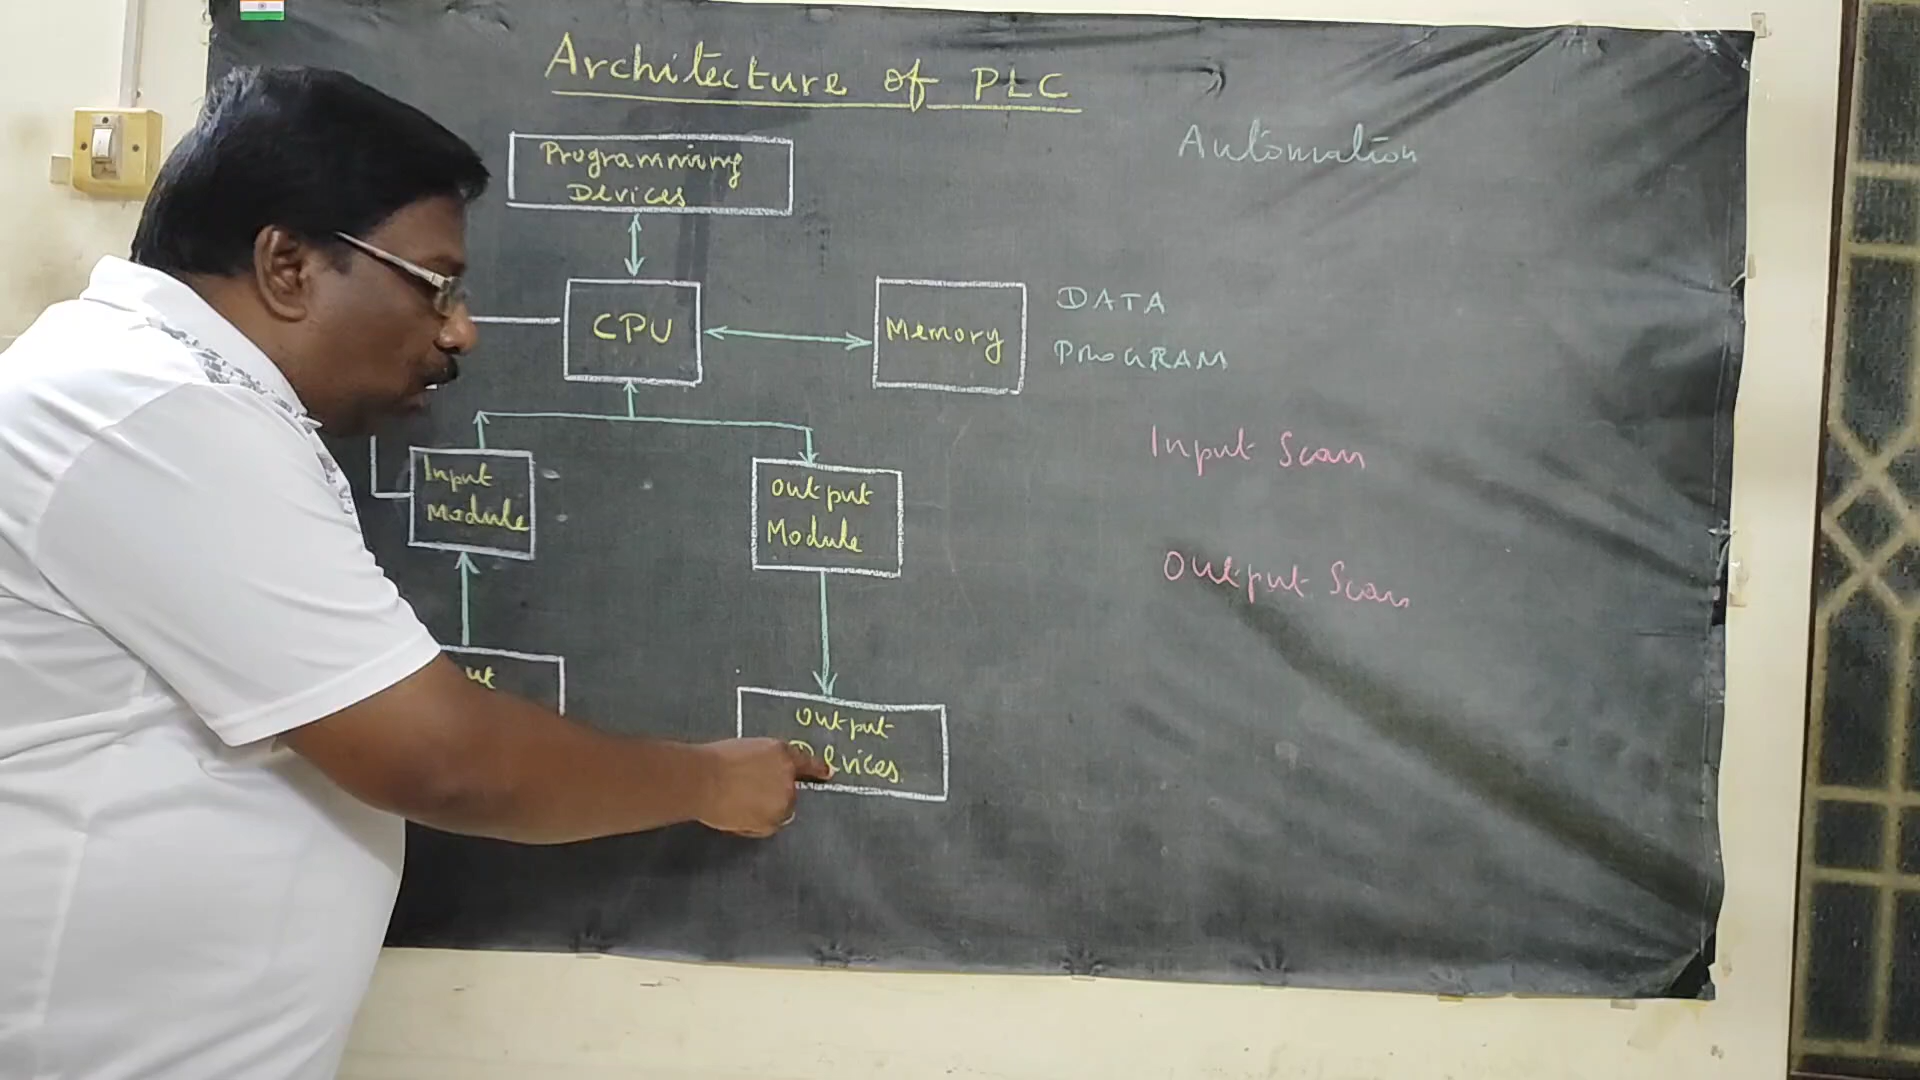 Architecture of PLC
Automation
Programming
Devices
CPU
Memory
DATA
PROGRAM
Input
Module
Output
Module
Input Scan
Output Scan
Output
Devices